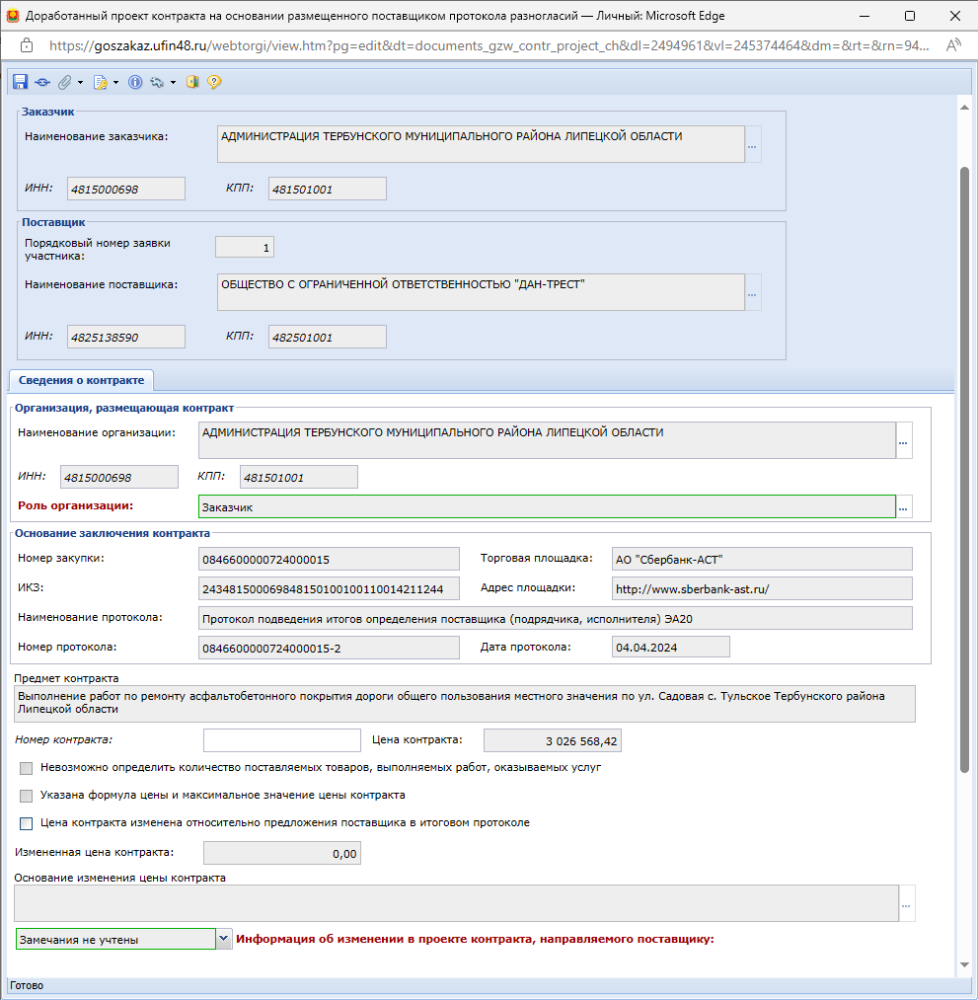 Доработанный проект контракта на основании размещенного поставщиком протокола разногласий — Личный: Microsoft Edge
https://goszakaz.ufin48.ru/webtorgi/view.htm?pg=edit&dt=documents_gzw_contr_project_ch&dl=2494961&vl=245374464&dm=&rt=&rn=94...
Заказчик
Наименование заказчика: АДМИНИСТРАЦИЯ ТЕРБУНСКОГО МУНИЦИПАЛЬНОГО РАЙОНА ЛИПЕЦКОЙ ОБЛАСТИ ...
ИНН: 4815000698 КПП: 481501001
Поставщик
Порядковый номер заявки
участника: 1
Наименование поставщика: ОБЩЕСТВО С ОГРАНИЧЕННОЙ ОТВЕТСТВЕННОСТЬЮ "ДАН-ТРЕСТ" ...
ИНН: 4825138590 КПП: 482501001
Сведения о контракте
Организация, размещающая контракт
Наименование организации: АДМИНИСТРАЦИЯ ТЕРБУНСКОГО МУНИЦИПАЛЬНОГО РАЙОНА ЛИПЕЦКОЙ ОБЛАСТИ ...
ИНН: 4815000698 КПП: 481501001
Роль организации: Заказчик ...
Основание заключения контракта
Номер закупки: 0846600000724000015 Торговая площадка: АО "Сбербанк-АСТ"
ИКЗ: 243481500069848150100100110014211244 Адрес площадки: http://www.sberbank-ast.ru/
Наименование протокола: Протокол подведения итогов определения поставщика (подрядчика, исполнителя) ЭА20
Номер протокола: 0846600000724000015-2 Дата протокола: 04.04.2024
Предмет контракта
Выполнение работ по ремонту асфальтобетонного покрытия дороги общего пользования местного значения по ул. Садовая с. Тульское Тербунского района
Липецкой области
Номер контракта: Цена контракта: 3 026 568,42
Невозможно определить количество поставляемых товаров, выполняемых работ, оказываемых услуг
Указана формула цены и максимальное значение цены контракта
Цена контракта изменена относительно предложения поставщика в итоговом протоколе
Измененная цена контракта: 0,00
Основание изменения цены контракта
...
Замечания не учтены Информация об изменении в проекте контракта, направляемого поставщику:
Готово